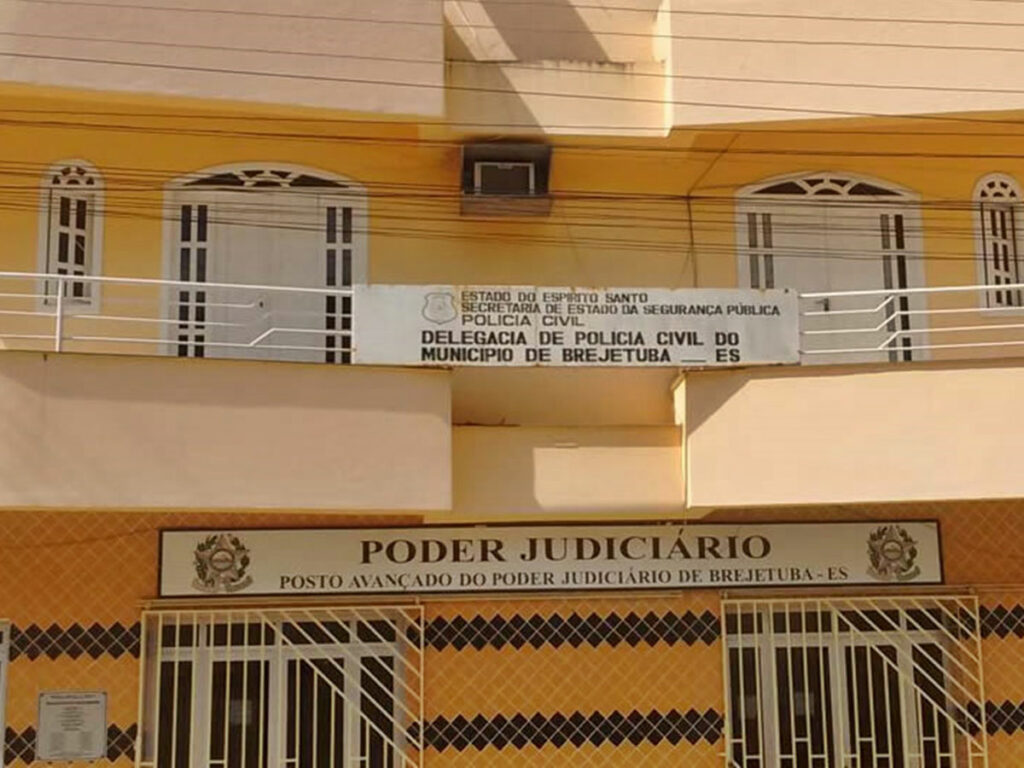 ESTADO DO ESPIRITO SANTO
SECRETARIA DE ESTADO DA SEGURANÇA PÚBLICA
POLICIA CIVIL
DELEGACIA DE POLICIA CIVIL DO
MUNICIPIO DE BREJETUBA __ ES
PODER JUDICIÁRIO
POSTO AVANÇADO DO PODER JUDICIÁRIO DE BREJETUBA - ES